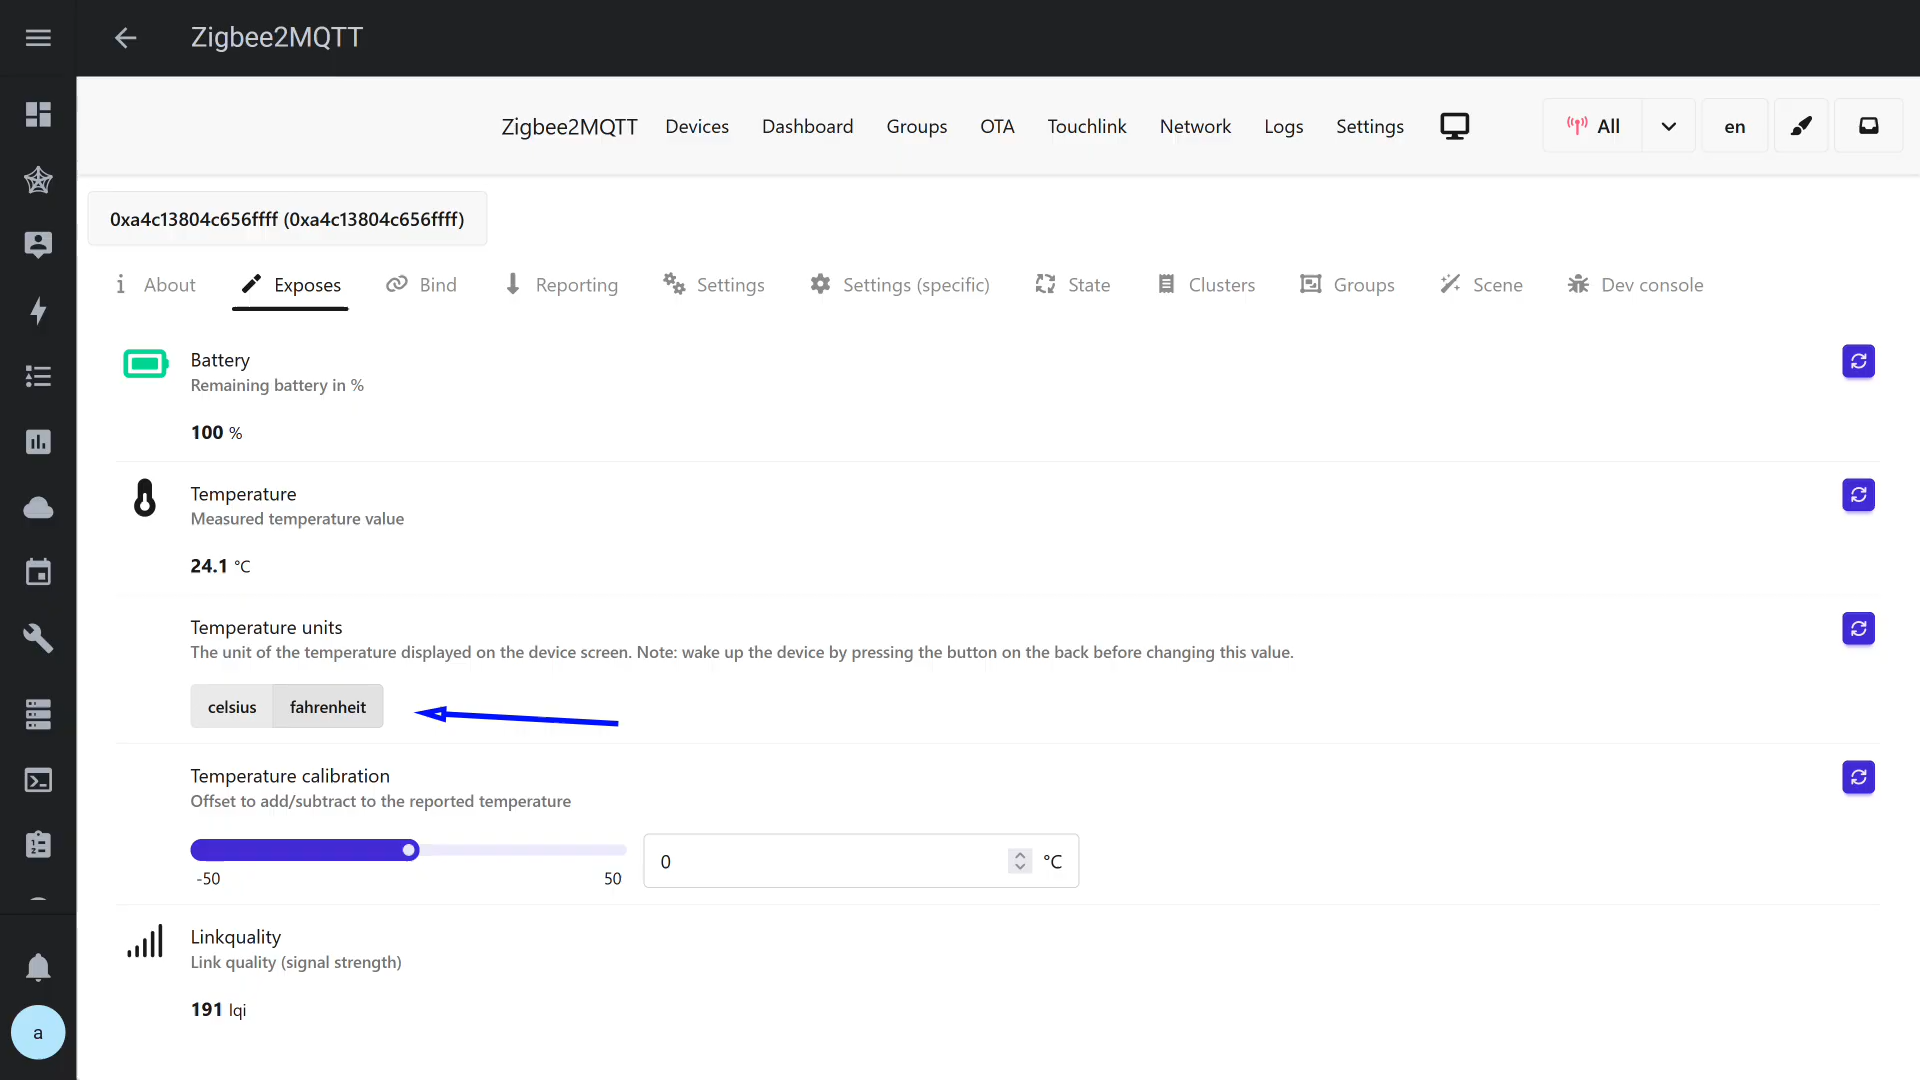 Zigbee2MQTT
Zigbee2MQTT Devices Dashboard Groups OTA Touchlink Network Logs Settings All en
0xa4c13804c656ffff (0xa4c13804c656ffff)
About Exposes Bind Reporting Settings Settings (specific) State Clusters Groups Scene Dev console
Battery
Remaining battery in %
100 %
Temperature
Measured temperature value
24.1 °C
Temperature units
The unit of the temperature displayed on the device screen. Note: wake up the device by pressing the button on the back before changing this value.
celsius fahrenheit
Temperature calibration
Offset to add/subtract to the reported temperature
0 °C
-50 50
Linkquality
Link quality (signal strength)
191 lqi
a